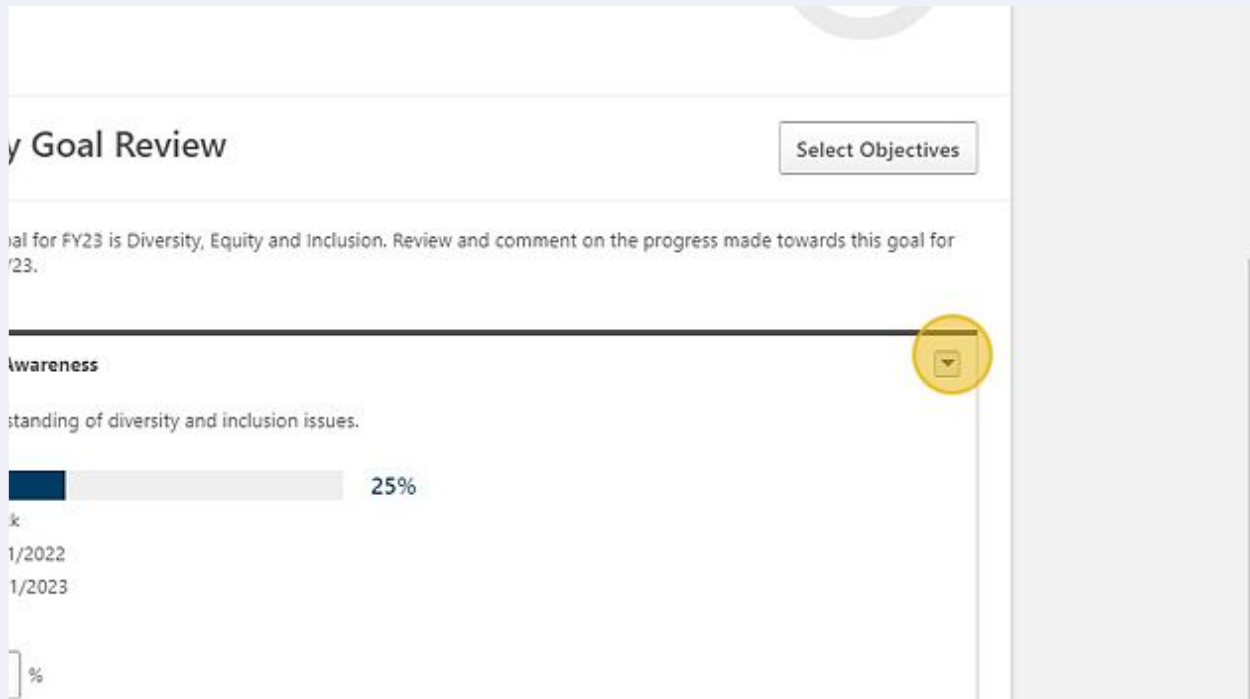 y Goal Review
Select Objectives
al for FY23 is Diversity, Equity and Inclusion. Review and comment on the progress made towards this goal for
Y23.
Awareness
standing of diversity and inclusion issues.
25%
k
1/2022
1/2023
%